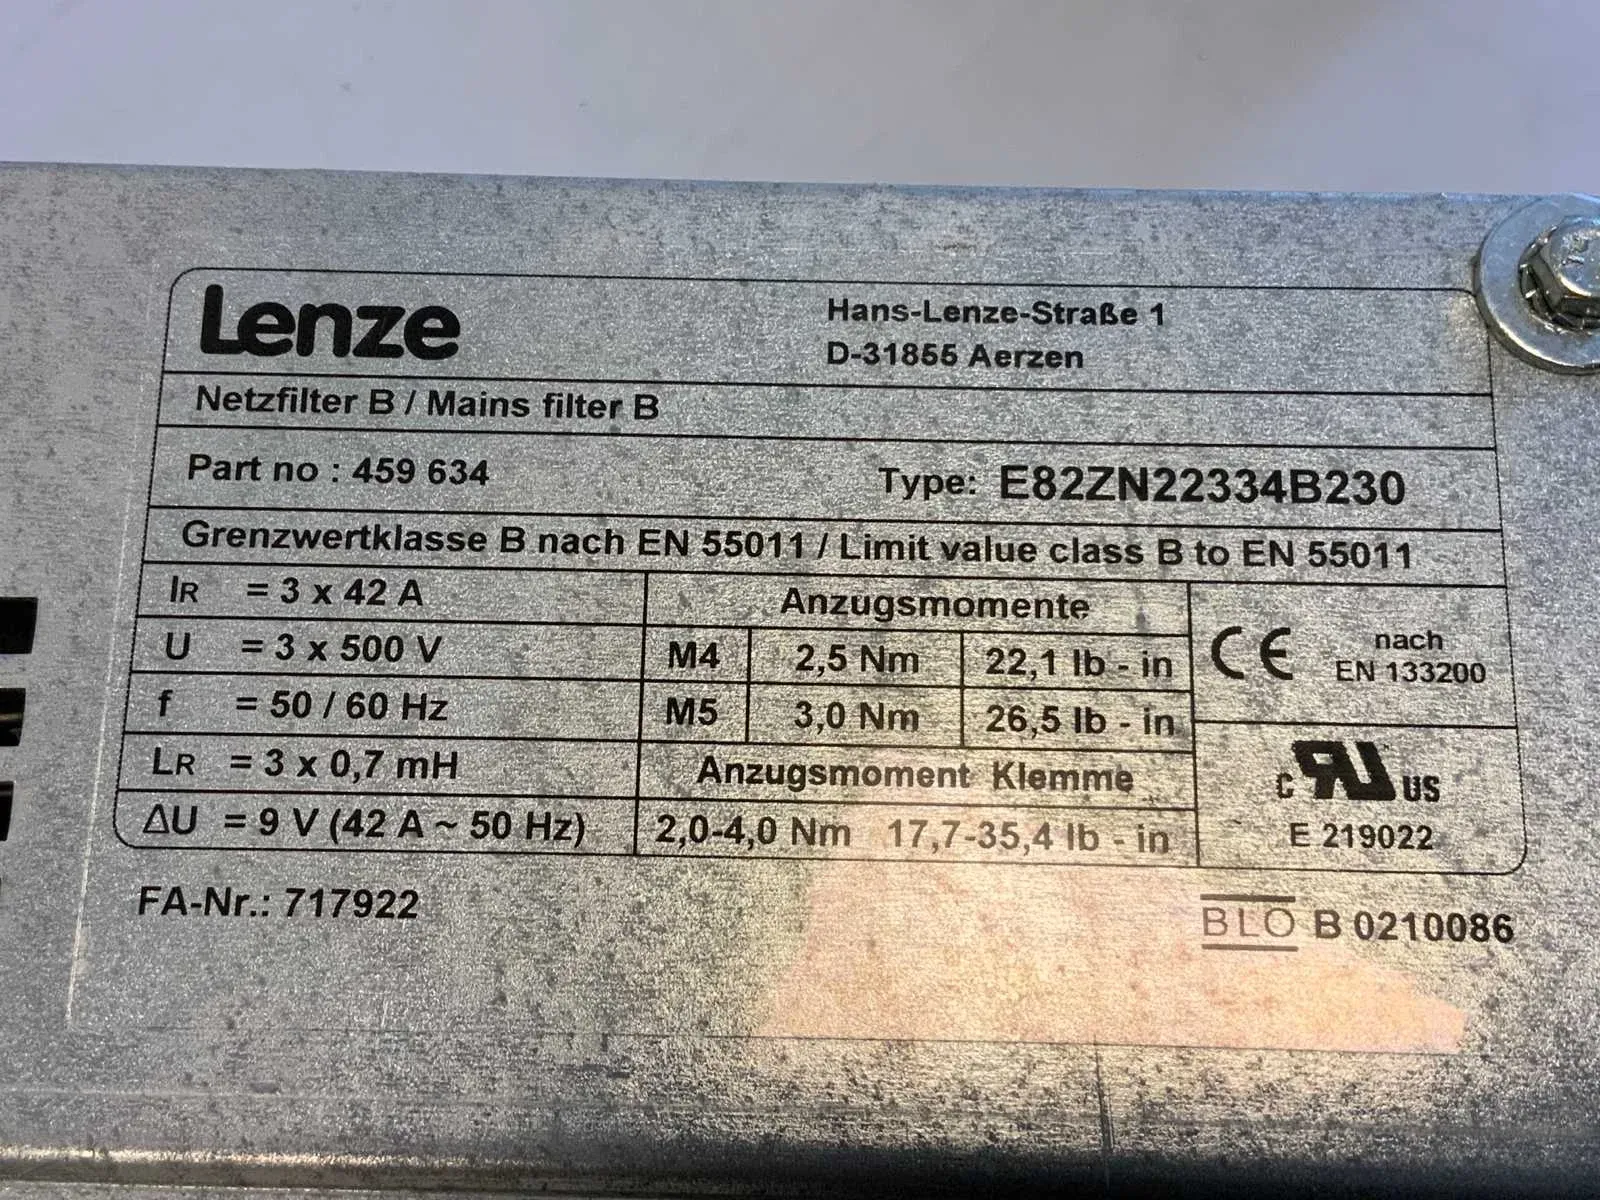 Lenze
Hans-Lenze-Straße 1
D-31855 Aerzen
Netzfilter B / Mains filter B
Part no : 459 634 Type: E82ZN22334B230
Grenzwertklasse B nach EN 55011 / Limit value class B to EN 55011
IR = 3 x 42 A
U = 3 x 500 V
f = 50 / 60 Hz
LR = 3 x 0,7 mH
ΔU = 9 V (42 A ~ 50 Hz)
Anzugsmomente
M4 2,5 Nm 22,1 lb - in
M5 3,0 Nm 26,5 lb - in
Anzugsmoment Klemme
2,0-4,0 Nm 17,7-35,4 lb - in
CE nach
EN 133200
c RU US
E 219022
FA-Nr.: 717922
BLO B 0210086